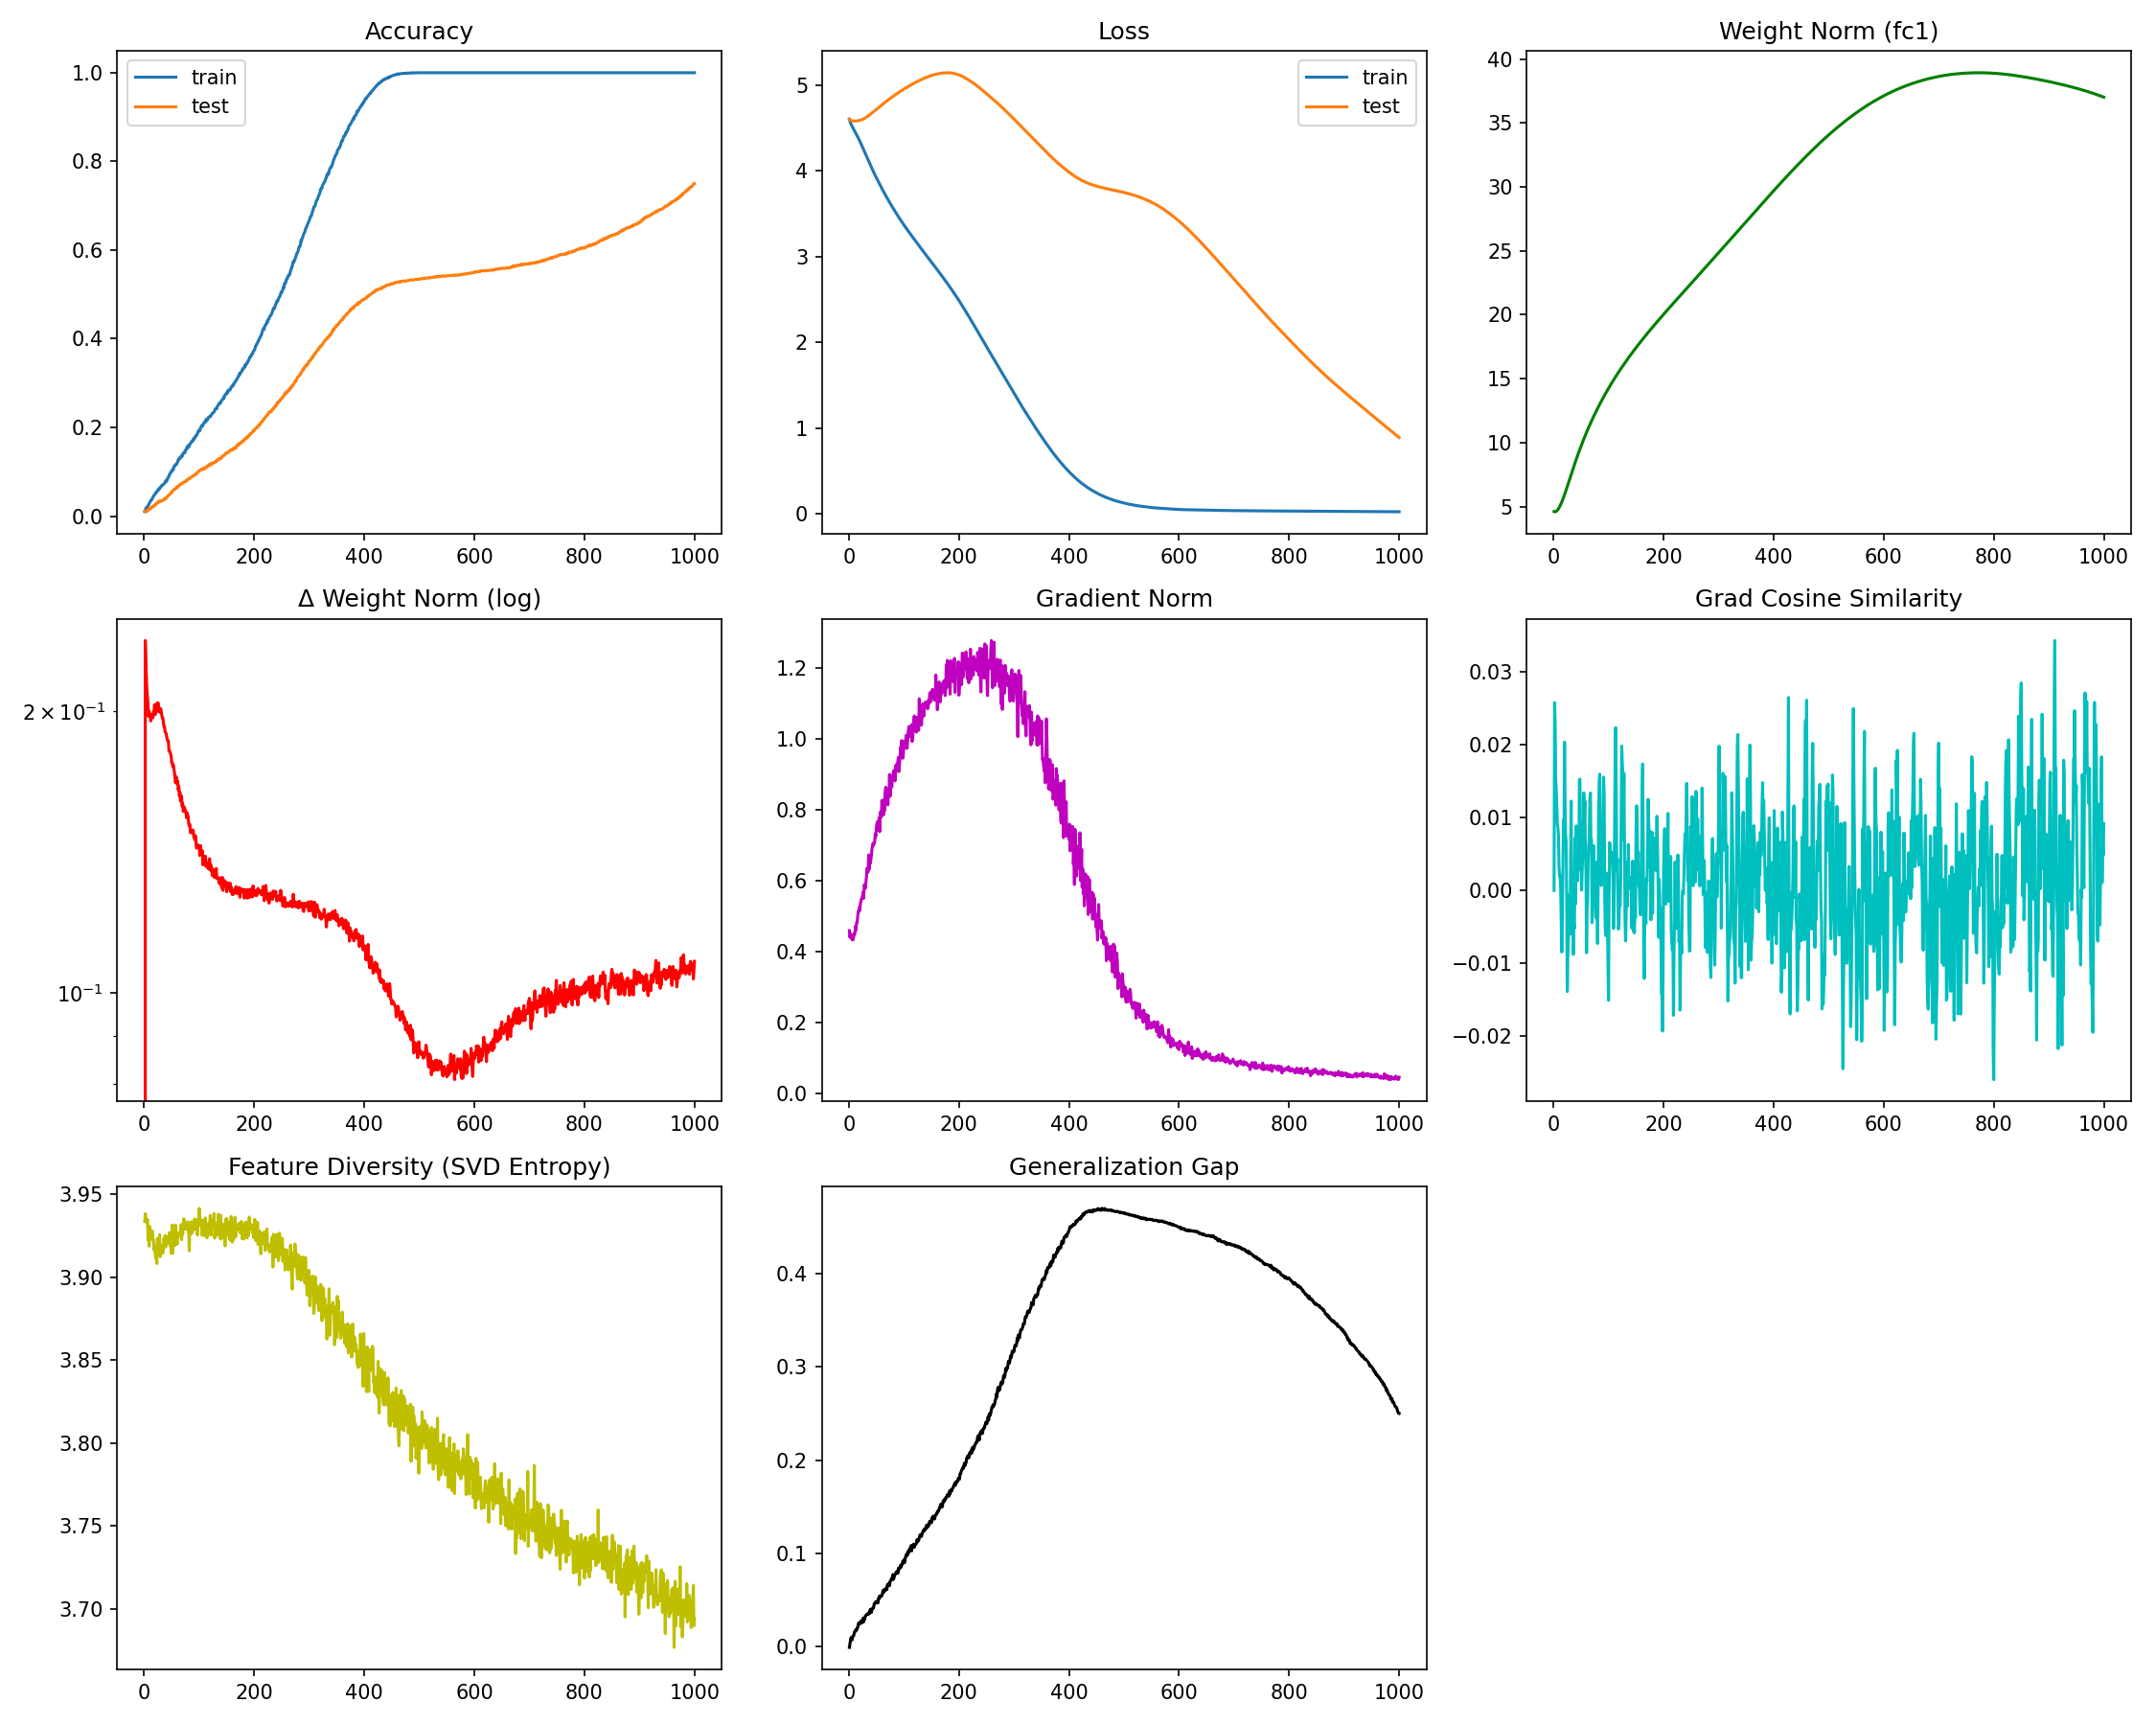 Accuracy
train
test
1.0
0.8
0.6
0.4
0.2
0.0
0 200 400 600 800 1000
Loss
train
test
5
4
3
2
1
0
0 200 400 600 800 1000
Weight Norm (fc1)
40
35
30
25
20
15
10
5
0 200 400 600 800 1000
Δ Weight Norm (log)
2 × 10⁻¹
10⁻¹
0 200 400 600 800 1000
Gradient Norm
1.2
1.0
0.8
0.6
0.4
0.2
0.0
0 200 400 600 800 1000
Grad Cosine Similarity
0.03
0.02
0.01
0.00
−0.01
−0.02
0 200 400 600 800 1000
Feature Diversity (SVD Entropy)
3.95
3.90
3.85
3.80
3.75
3.70
0 200 400 600 800 1000
Generalization Gap
0.4
0.3
0.2
0.1
0.0
0 200 400 600 800 1000